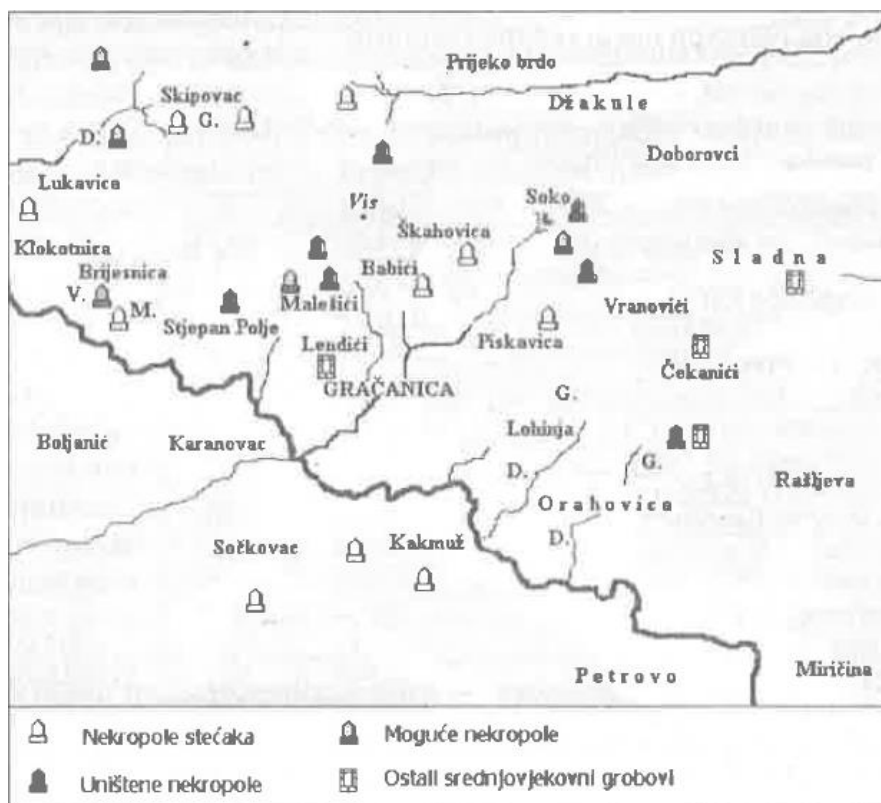 Prijeko brdo
Skipovac
Džakule
D. G.
Doborovci
Lukavica
Vis
Soko
Škahovica
Klokotnica
Sladna
Brijesnica
Babići
V. M.
Malešići
Vranovići
Stjepan Polje
Lendići
Piskavica
Čekanići
GRAČANICA
G.
Lohinja
Boljanić
Karanovac
D.
G.
Rašljeva
Orahovica
D.
Sočkovac
Kakmuž
Petrovo
Miričina
Nekropole stećaka
Moguće nekropole
Uništene nekropole
Ostali srednjovjekovni grobovi